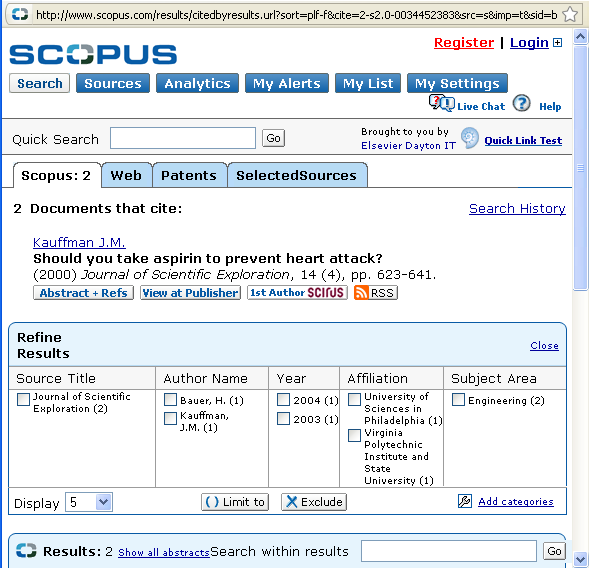 http://www.scopus.com/results/citedbyresults.url?sort=plf-f&cite=2-s2.0-0034452383&src=s&imp=t&sid=b
SCOPUS
Register | Login
Search Sources Analytics My Alerts My List My Settings
Live Chat ? Help
Quick Search Go
Brought to you by
Elsevier Dayton IT
Quick Link Test
Scopus: 2 Web Patents SelectedSources
2 Documents that cite:
Search History
Kauffman J.M.
Should you take aspirin to prevent heart attack?
(2000) Journal of Scientific Exploration, 14 (4), pp. 623-641.
Abstract + Refs View at Publisher 1st Author SCIRUS RSS
Refine
Results
Close
Source Title Author Name Year Affiliation Subject Area
Journal of Scientific
Exploration (2)
Bauer, H. (1)
Kauffman,
J.M. (1)
2004 (1)
2003 (1)
University of
Sciences in
Philadelphia (1)
Virginia
Polytechnic
Institute and
State
University (1)
Engineering (2)
Display 5 Limit to Exclude Add categories
Results: 2 Show all abstracts Search within results Go